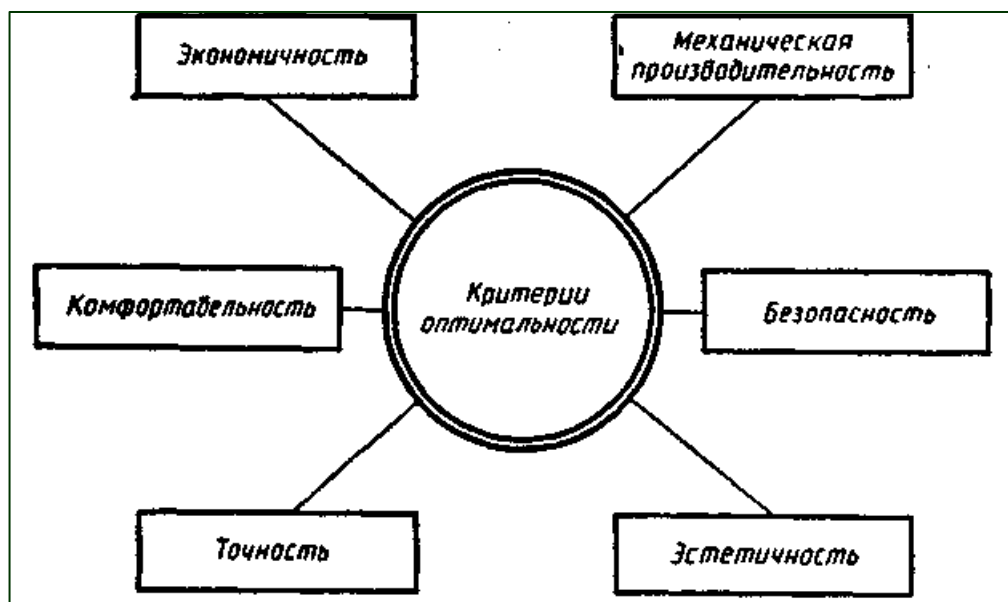 Экономичность
Механическая
производительность
Комфортабельность
Критерии
оптимальности
Безопасность
Точность
Эстетичность